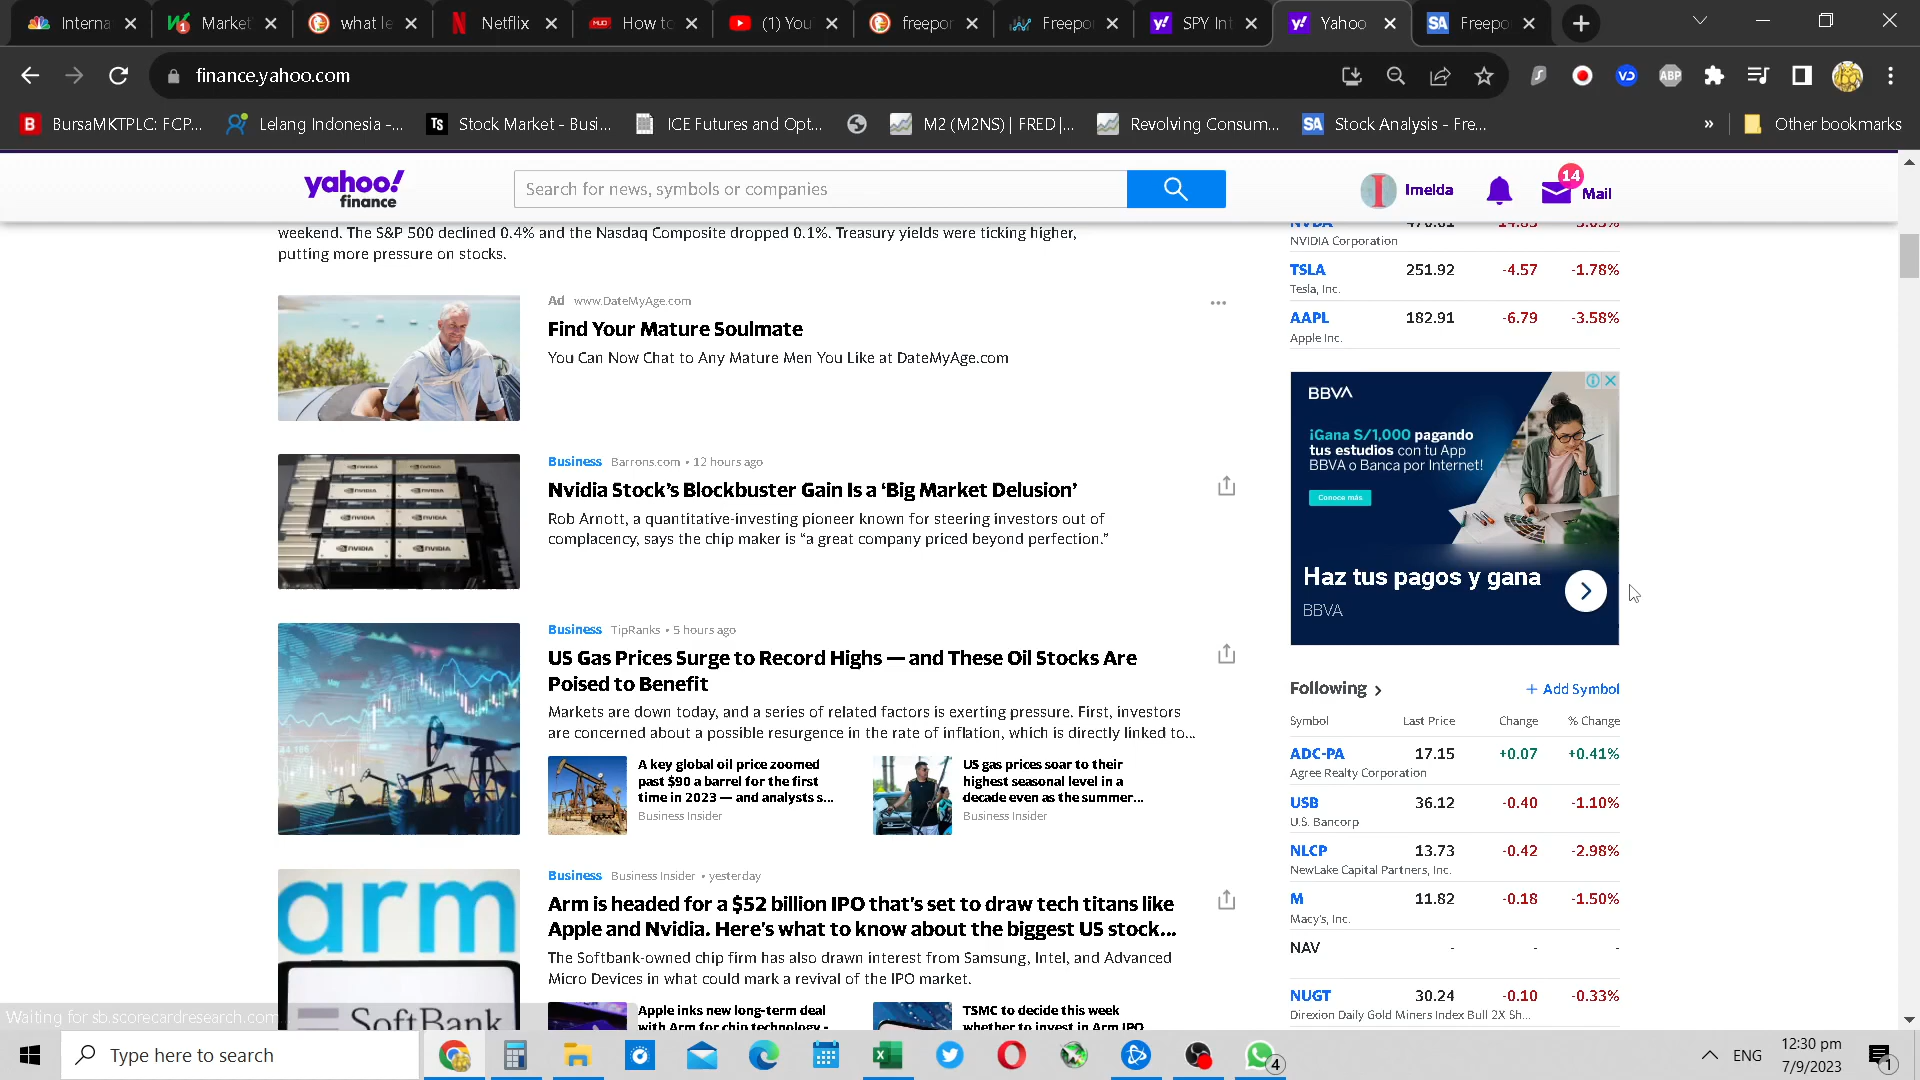 Interna
Market
what le
Netflix
How to
(1) You
freepor
Freepo
SPY Int
Yahoo
Freepo
finance.yahoo.com
BursaMKTPLC: FCP...
Lelang Indonesia -...
Stock Market - Busi...
ICE Futures and Opt...
M2 (M2NS) | FRED |...
Revolving Consum...
Stock Analysis - Fre...
»
Other bookmarks
yahoo!
finance
Search for news, symbols or companies
Imelda
14
Mail
weekend. The S&P 500 declined 0.4% and the Nasdaq Composite dropped 0.1%. Treasury yields were ticking higher,
putting more pressure on stocks.
Ad www.DateMyAge.com
Find Your Mature Soulmate
You Can Now Chat to Any Mature Men You Like at DateMyAge.com
Business Barrons.com • 12 hours ago
Nvidia Stock’s Blockbuster Gain Is a ‘Big Market Delusion’
Rob Arnott, a quantitative-investing pioneer known for steering investors out of
complacency, says the chip maker is “a great company priced beyond perfection.”
NVIDIA
Business TipRanks • 5 hours ago
US Gas Prices Surge to Record Highs — and These Oil Stocks Are
Poised to Benefit
Markets are down today, and a series of related factors is exerting pressure. First, investors
are concerned about a possible resurgence in the rate of inflation, which is directly linked to...
A key global oil price zoomed
past $90 a barrel for the first
time in 2023 — and analysts s...
Business Insider
US gas prices soar to their
highest seasonal level in a
decade even as the summer...
Business Insider
arm
SoftBank
Business Business Insider • yesterday
Arm is headed for a $52 billion IPO that’s set to draw tech titans like
Apple and Nvidia. Here’s what to know about the biggest US stock...
The Softbank-owned chip firm has also drawn interest from Samsung, Intel, and Advanced
Micro Devices in what could mark a revival of the IPO market.
Apple inks new long-term deal
with Arm for chip technology -
TSMC to decide this week
whether to invest in Arm IPO
NVIDIA Corporation
TSLA 251.92 -4.57 -1.78%
Tesla, Inc.
AAPL 182.91 -6.79 -3.58%
Apple Inc.
BBVA
¡Gana S/1,000 pagando
tus estudios con tu App
BBVA o Banca por Internet!
Conoce más
Haz tus pagos y gana
BBVA
Following >
+ Add Symbol
Symbol Last Price Change % Change
ADC-PA 17.15 +0.07 +0.41%
Agree Realty Corporation
USB 36.12 -0.40 -1.10%
U.S. Bancorp
NLCP 13.73 -0.42 -2.98%
NewLake Capital Partners, Inc.
M 11.82 -0.18 -1.50%
Macy's, Inc.
NAV - - -
NUGT 30.24 -0.10 -0.33%
Direxion Daily Gold Miners Index Bull 2X Sh...
Waiting for sb.scorecardresearch.com...
Type here to search
4
ENG
12:30 pm
7/9/2023
1